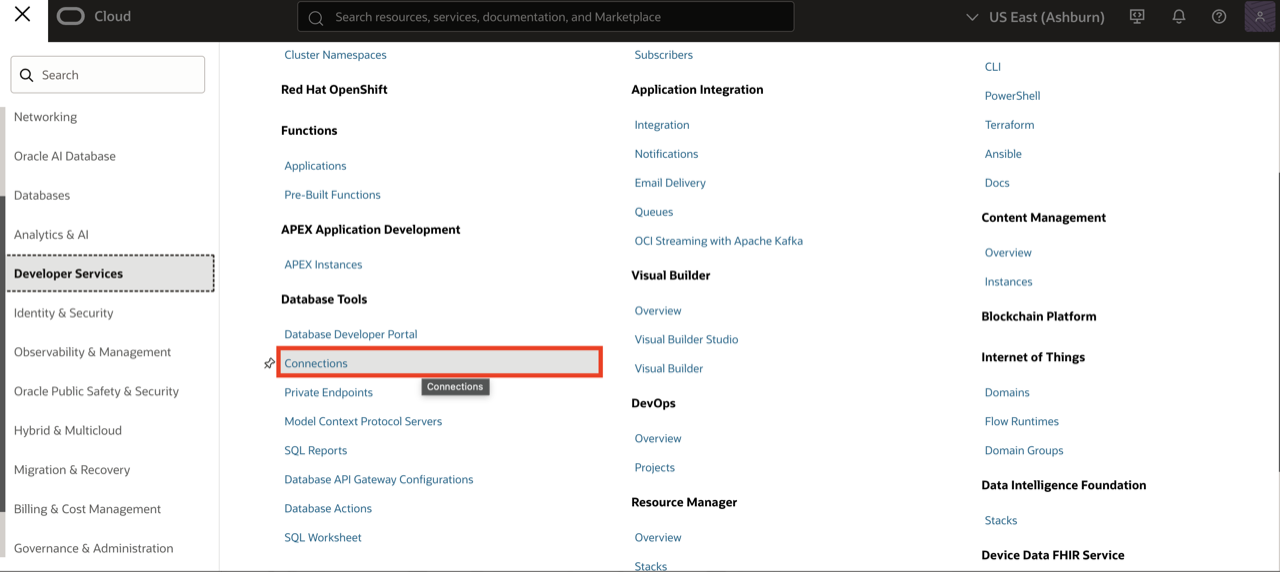 Cloud
Search resources, services, documentation, and Marketplace
US East (Ashburn)
Search
Networking
Oracle AI Database
Databases
Analytics & AI
Developer Services
Identity & Security
Observability & Management
Oracle Public Safety & Security
Hybrid & Multicloud
Migration & Recovery
Billing & Cost Management
Governance & Administration
Cluster Namespaces
Red Hat OpenShift
Functions
Applications
Pre-Built Functions
APEX Application Development
APEX Instances
Database Tools
Database Developer Portal
Connections
Connections
Private Endpoints
Model Context Protocol Servers
SQL Reports
Database API Gateway Configurations
Database Actions
SQL Worksheet
Subscribers
Application Integration
Integration
Notifications
Email Delivery
Queues
OCI Streaming with Apache Kafka
Visual Builder
Overview
Visual Builder Studio
Visual Builder
DevOps
Overview
Projects
Resource Manager
Overview
Stacks
CLI
PowerShell
Terraform
Ansible
Docs
Content Management
Overview
Instances
Blockchain Platform
Internet of Things
Domains
Flow Runtimes
Domain Groups
Data Intelligence Foundation
Stacks
Device Data FHIR Service